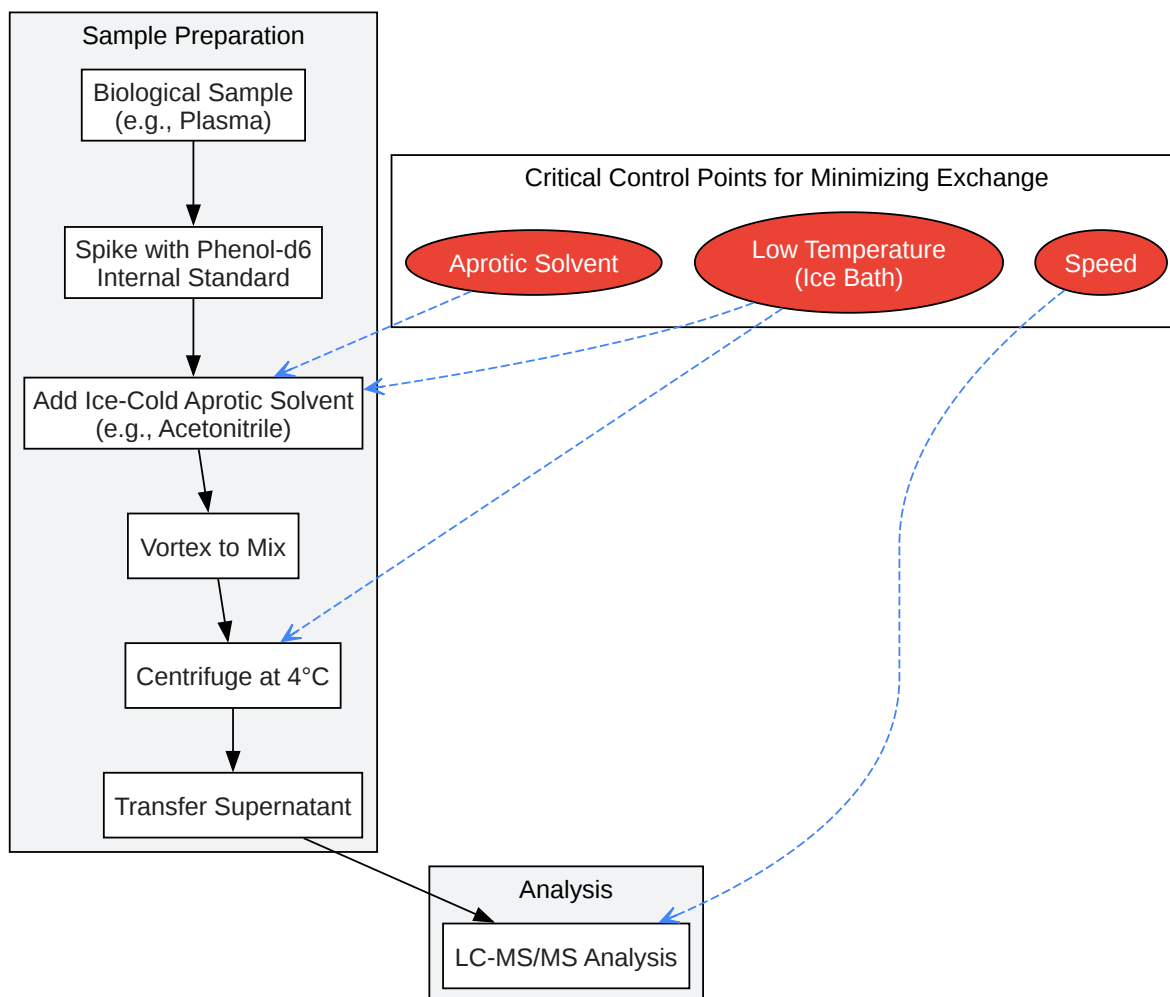 Sample Preparation
Biological Sample
(e.g., Plasma)
Spike with Phenol-d6
Internal Standard
Add Ice-Cold Aprotic Solvent
(e.g., Acetonitrile)
Vortex to Mix
Centrifuge at 4°C
Transfer Supernatant
Critical Control Points for Minimizing Exchange
Aprotic Solvent
Low Temperature
(Ice Bath)
Speed
Analysis
LC-MS/MS Analysis